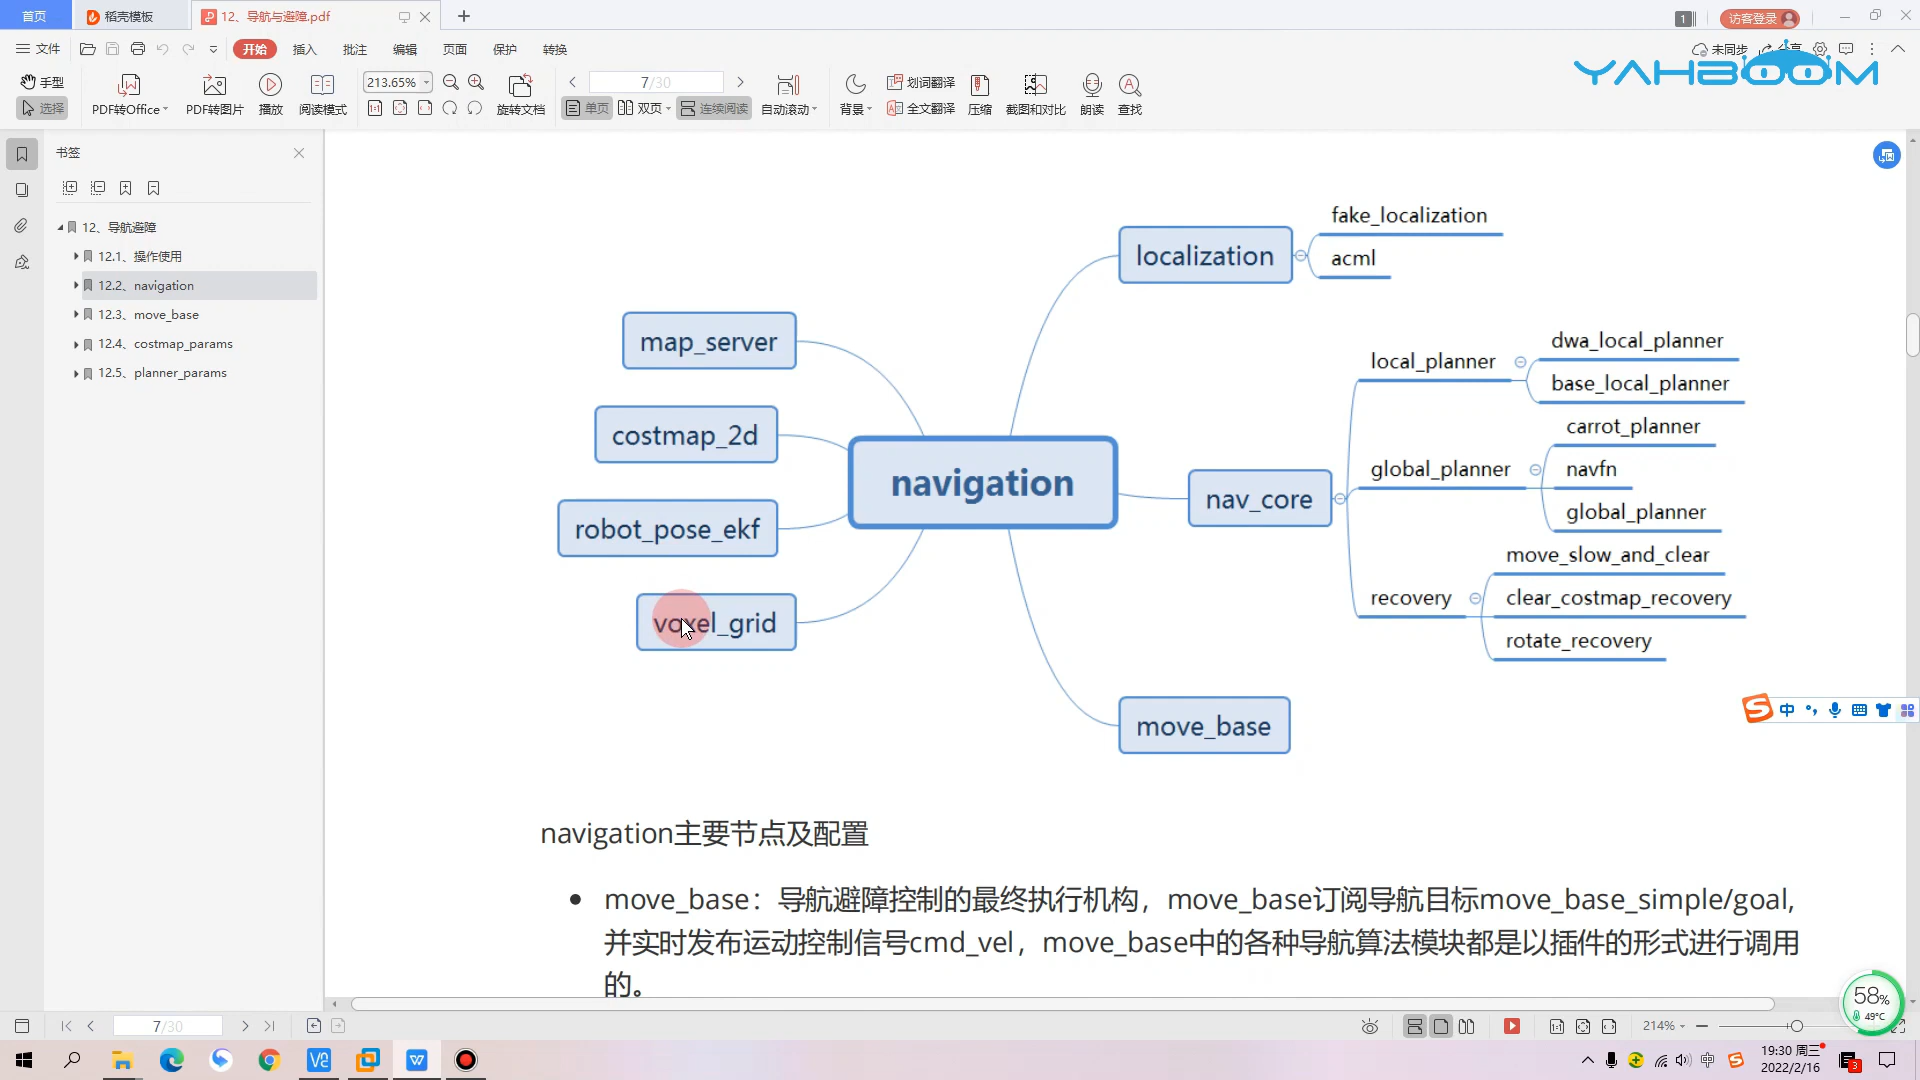 首页
稻壳模板
12、导航与避障.pdf
1
访客登录
文件
开始
插入
批注
编辑
页面
保护
转换
未同步
分享
YAHBOOM
手型
选择
PDF转Office
PDF转图片
播放
阅读模式
213.65%
旋转文档
7/30
单页
双页
连续阅读
自动滚动
背景
划词翻译
全文翻译
压缩
截图和对比
朗读
查找
书签
12、导航避障
12.1、操作使用
12.2、navigation
12.3、move_base
12.4、costmap_params
12.5、planner_params
fake_localization
localization
acml
map_server
dwa_local_planner
local_planner
base_local_planner
costmap_2d
carrot_planner
global_planner
navfn
navigation
nav_core
global_planner
robot_pose_ekf
move_slow_and_clear
recovery
clear_costmap_recovery
voxel_grid
rotate_recovery
move_base
中
navigation主要节点及配置
• move_base：导航避障控制的最终执行机构，move_base订阅导航目标move_base_simple/goal,
并实时发布运动控制信号cmd_vel，move_base中的各种导航算法模块都是以插件的形式进行调用
的。
58%
49°C
7/30
214%
中
19:30 周三
2022/2/16
3